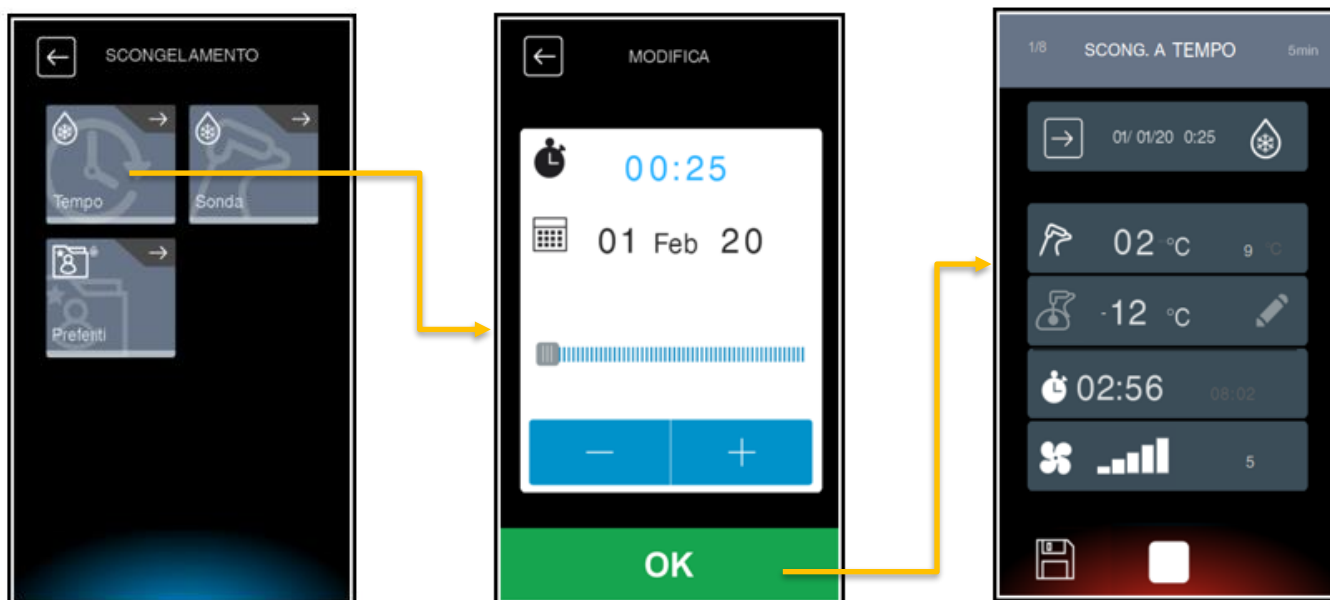 SCONGELAMENTO
Tempo
Sonda
Preferiti
MODIFICA
00:25
01 Feb 20
OK
1/8 SCONG. A TEMPO 5min
01/ 01/20 0:25
02 °C 9 °C
-12 °C
02:56 08:02
5